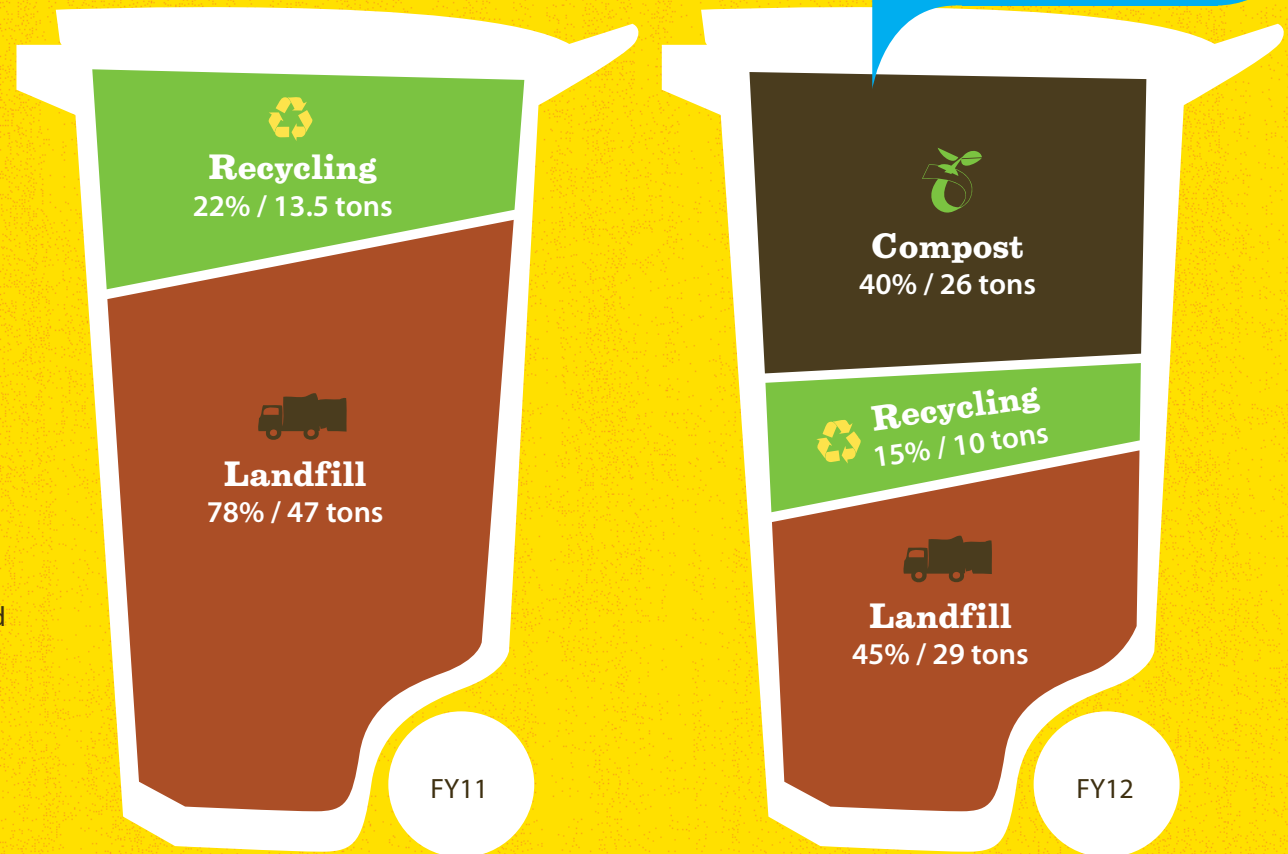 Recycling
22% / 13.5 tons
Landfill
78% / 47 tons
FY11
Compost
40% / 26 tons
Recycling
15% / 10 tons
Landfill
45% / 29 tons
FY12